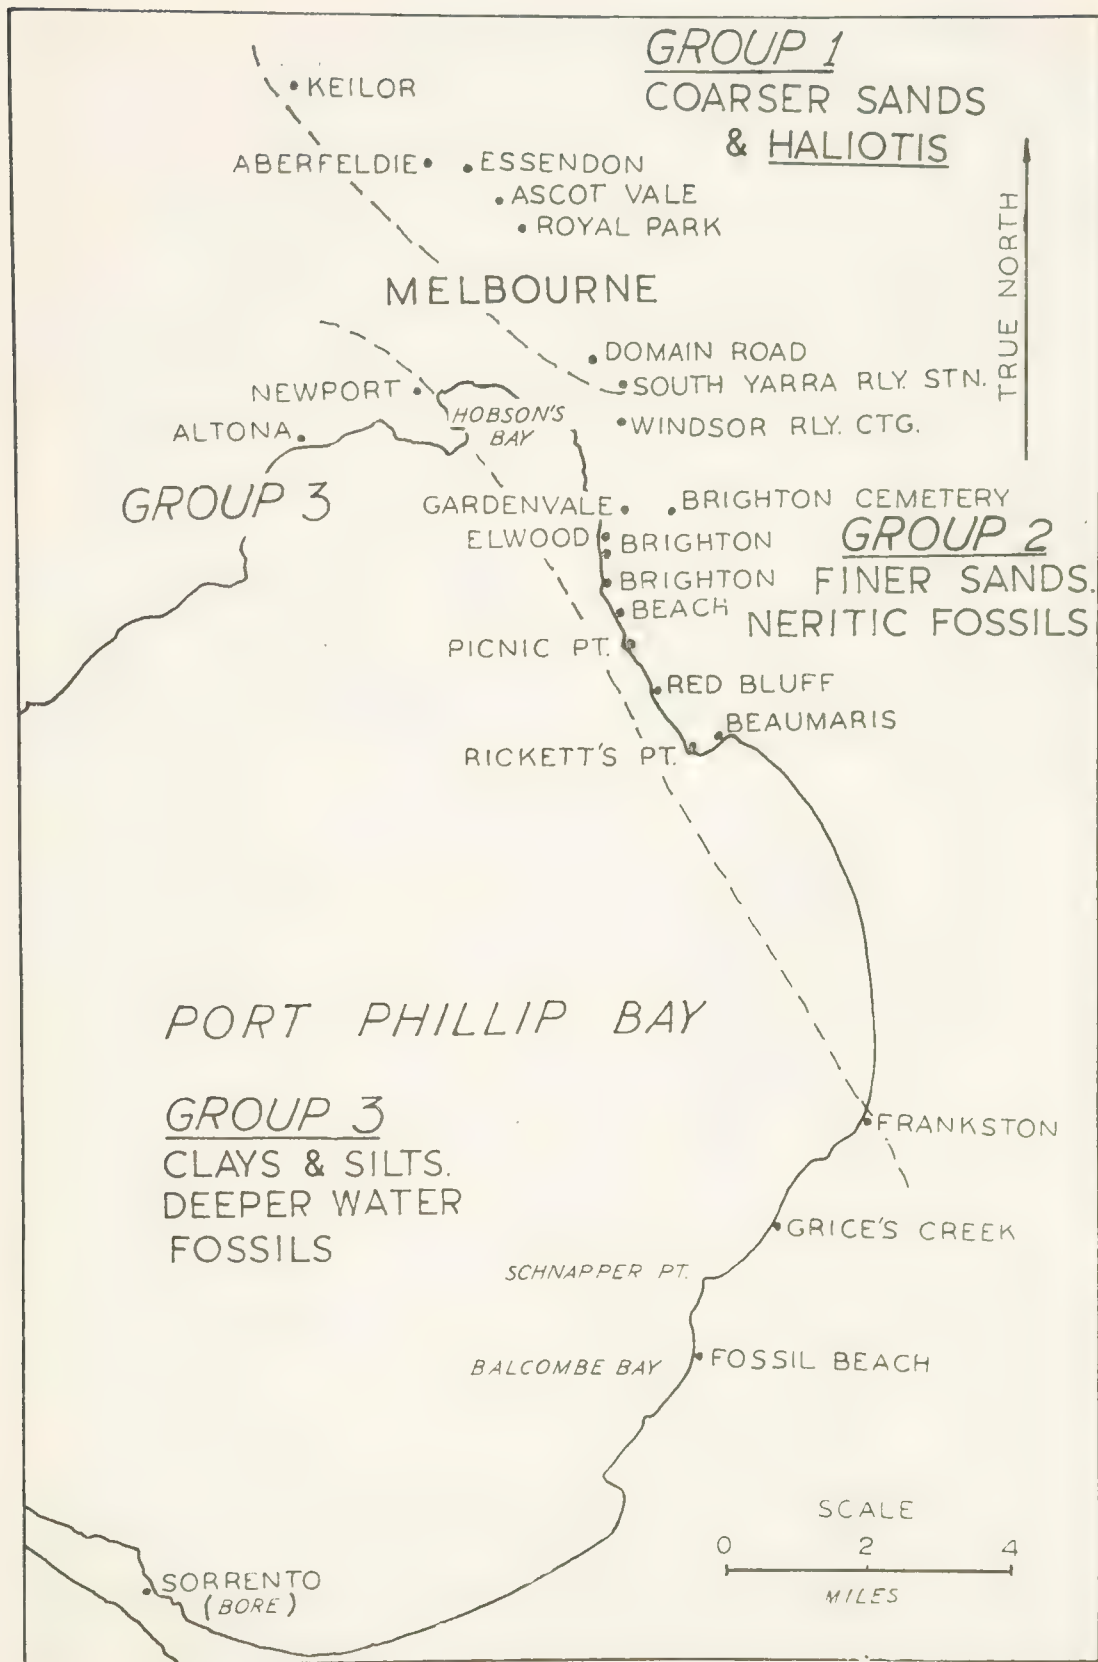 GROUP 1
COARSER SANDS
& HALIOTIS
KEILOR
ABERFELDIE
ESSENDON
ASCOT VALE
ROYAL PARK
TRUE NORTH
MELBOURNE
DOMAIN ROAD
SOUTH YARRA RLY. STN.
NEWPORT
HOBSON'S
BAY
WINDSOR RLY. CTG.
ALTONA
GROUP 3
GARDENVALE
BRIGHTON CEMETERY
ELWOOD
BRIGHTON
GROUP 2
FINER SANDS.
NERITIC FOSSILS
BRIGHTON
BEACH
PICNIC PT.
RED BLUFF
BEAUMARIS
RICKETT'S PT.
PORT PHILLIP BAY
GROUP 3
CLAYS & SILTS.
DEEPER WATER
FOSSILS
FRANKSTON
GRICE'S CREEK
SCHNAPPER PT.
BALCOMBE BAY
FOSSIL BEACH
SCALE
0 2 4
MILES
SORRENTO
(BORE)